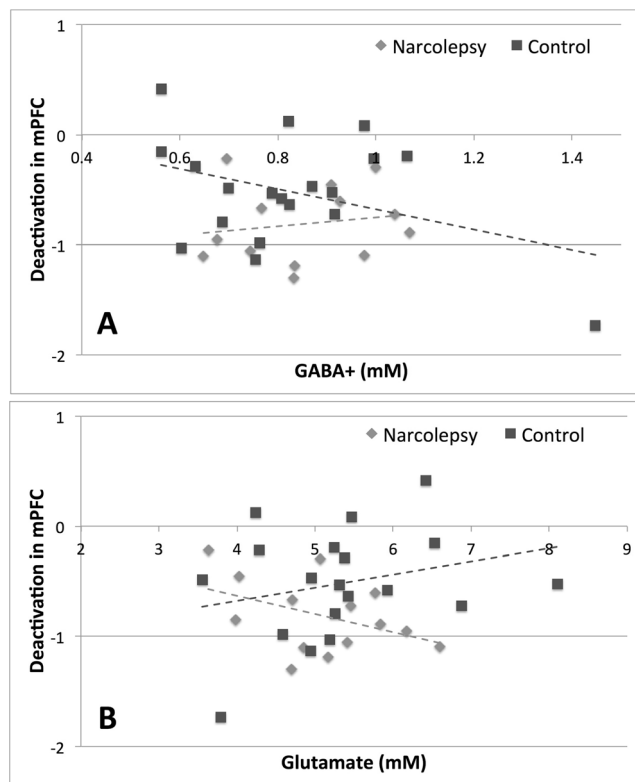 1
Narcolepsy Control
0
0.4 0.6 0.8 1 1.2 1.4
Deactivation in mPFC
-1
A
-2
GABA+ (mM)
1
Narcolepsy Control
0
2 3 4 5 6 7 8 9
Deactivation in mPFC
-1
B
-2
Glutamate (mM)